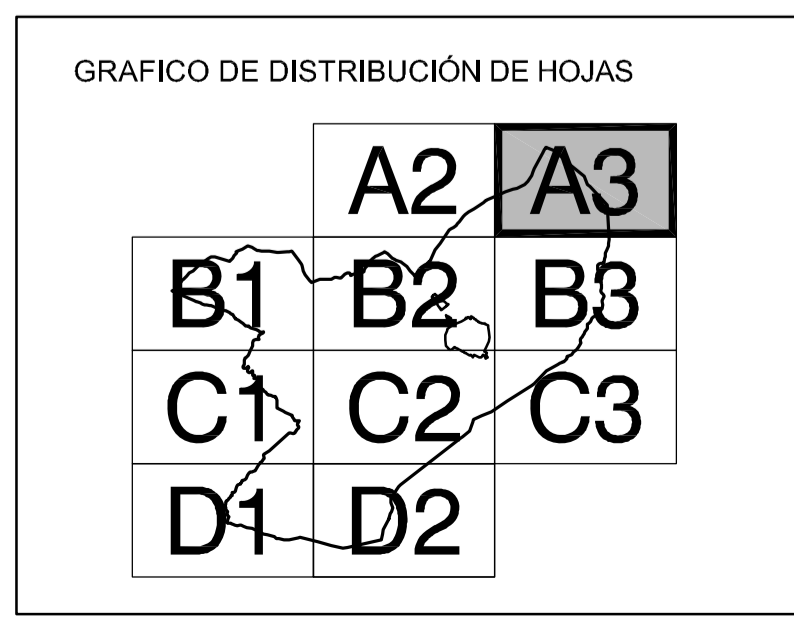 GRAFICO DE DISTRIBUCIÓN DE HOJAS
A2 A3
B1 B2 B3
C1 C2 C3
D1 D2